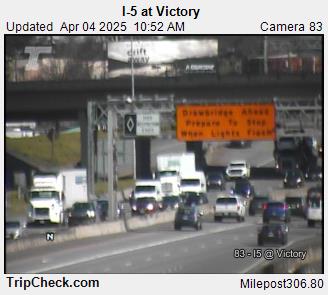 I-5 at Victory
Updated Apr 04 2025 10:52 AM
Camera 83
drift
Drawbridge Ahead
Prepare To Stop
When Lights Flash
N
83 - I5 @ Victory
TripCheck.com
Milepost306.80